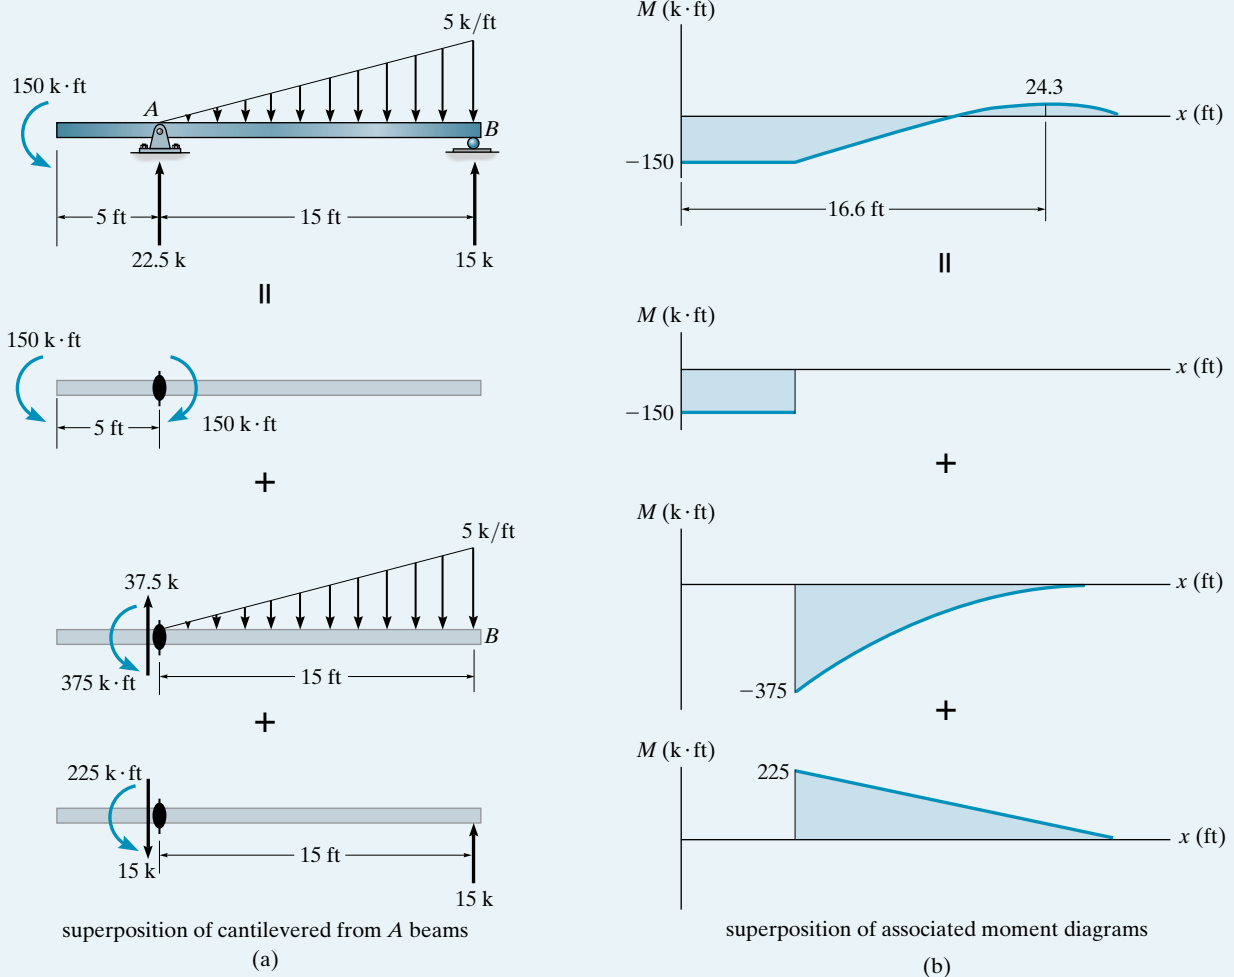 5 k/ft
150 k·ft
A
B
5 ft
15 ft
22.5 k
15 k
=
150 k·ft
150 k·ft
5 ft
+
5 k/ft
37.5 k
B
375 k·ft
15 ft
+
225 k·ft
15 k
15 ft
15 k
superposition of cantilevered from A beams
(a)
M (k·ft)
24.3
x (ft)
−150
16.6 ft
=
M (k·ft)
x (ft)
−150
+
M (k·ft)
x (ft)
−375
+
M (k·ft)
225
x (ft)
superposition of associated moment diagrams
(b)